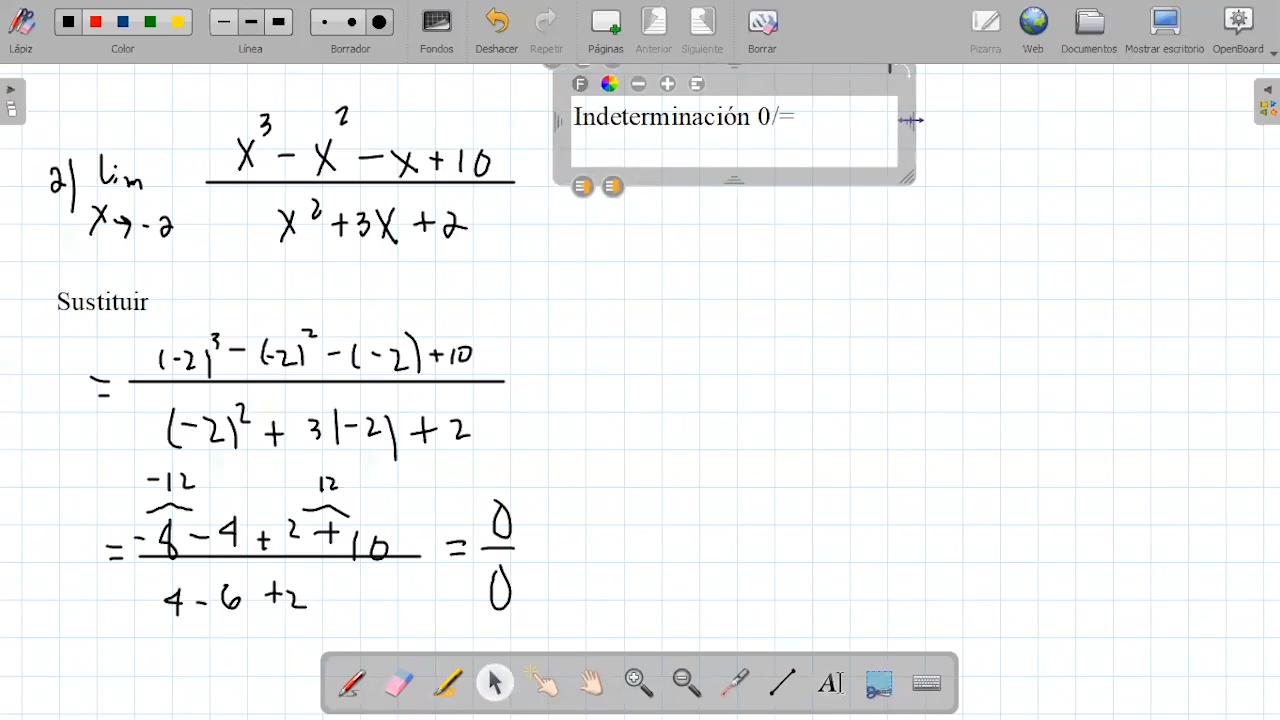 Lápiz Color Línea Borrador Fondos Deshacer Repetir Páginas Anterior Siguiente Borrar Pizarra Web Documentos Mostrar escritorio OpenBoard
F
Indeterminación 0/=
2) lim x³ - x² - x + 10
x→-2 x² + 3x + 2
Sustituir
= (-2)³ - (-2)² - (-2) + 10
(-2)² + 3(-2) + 2
-12 12
= -8 - 4 + 2 + 10 = 0
4 - 6 + 2 0
AI